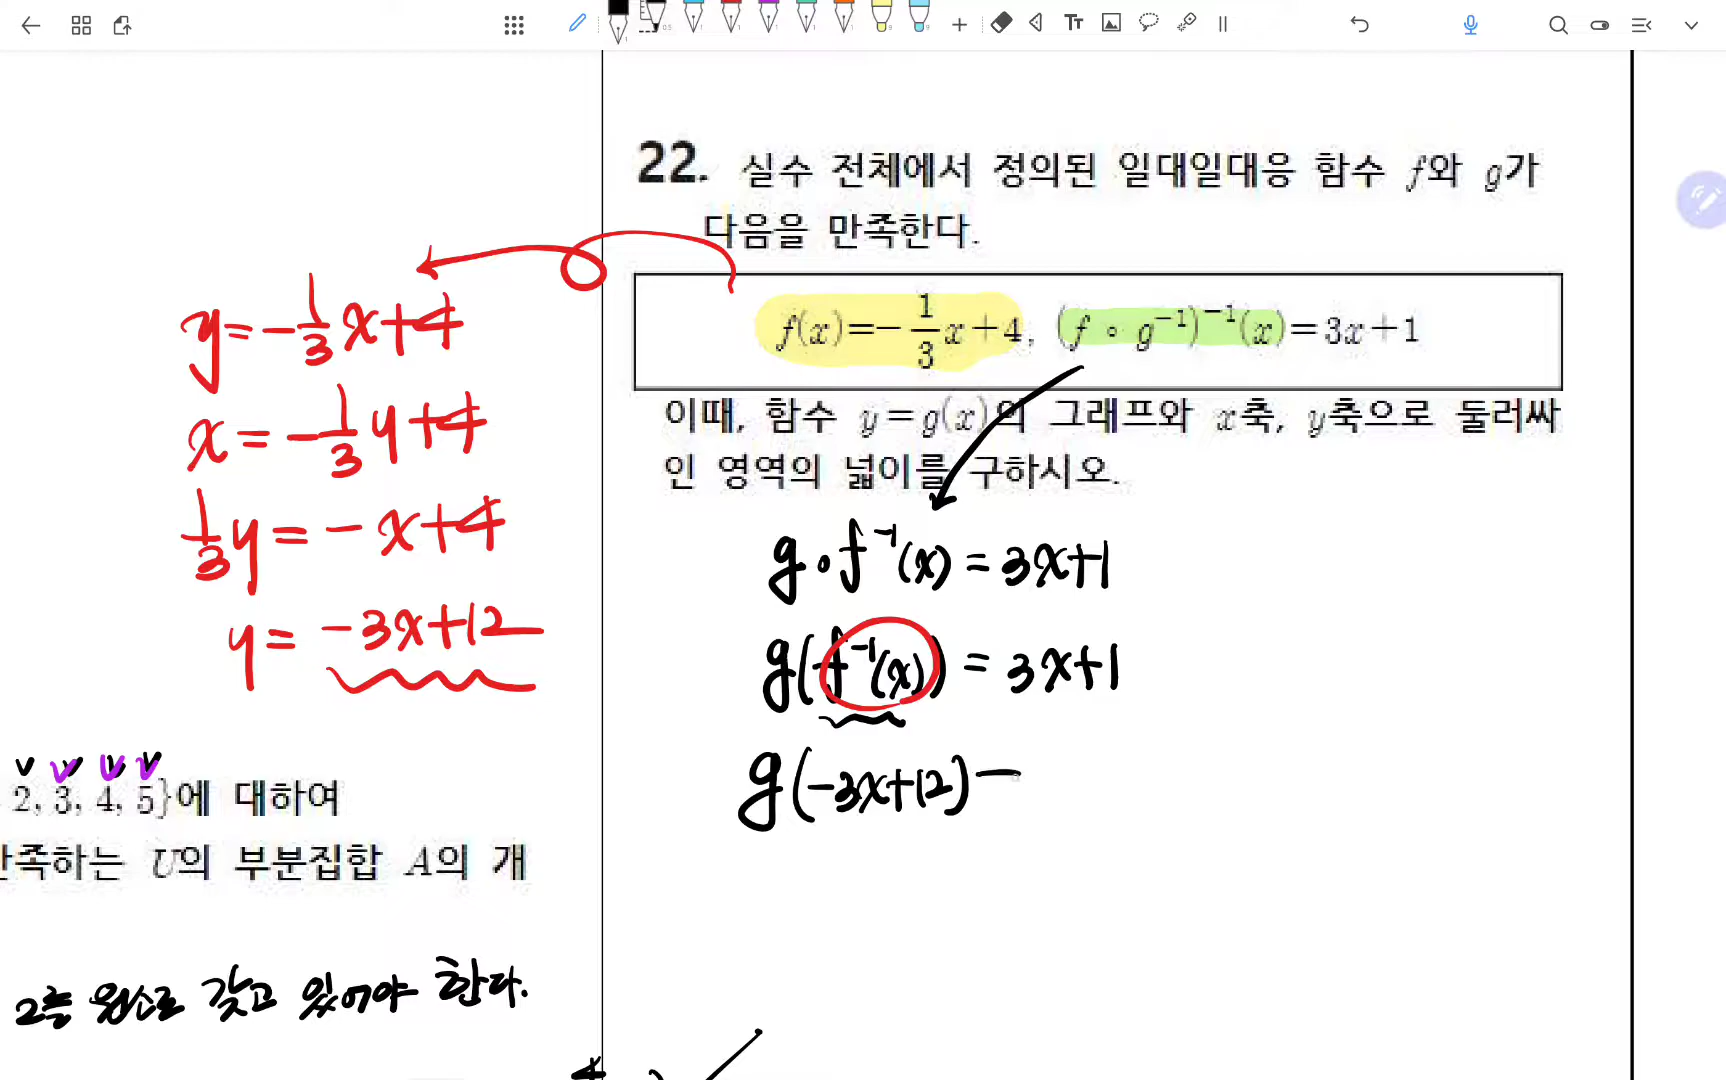 y=-1/3x+4
x=-1/3y+4
1/3y=-x+4
y=-3x+12
2, 3, 4, 5}에 대하여
족하는 U의 부분집합 A의 개
2를 원소로 갖고 있어야 한다.
22. 실수 전체에서 정의된 일대일대응 함수 f와 g가
다음을 만족한다.
f(x)=-1/3x+4, (f∘g⁻¹)⁻¹(x)=3x+1
이때, 함수 y=g(x)의 그래프와 x축, y축으로 둘러싸
인 영역의 넓이를 구하시오.
g∘f⁻¹(x)=3x+1
g(f⁻¹(x))=3x+1
g(-3x+12)